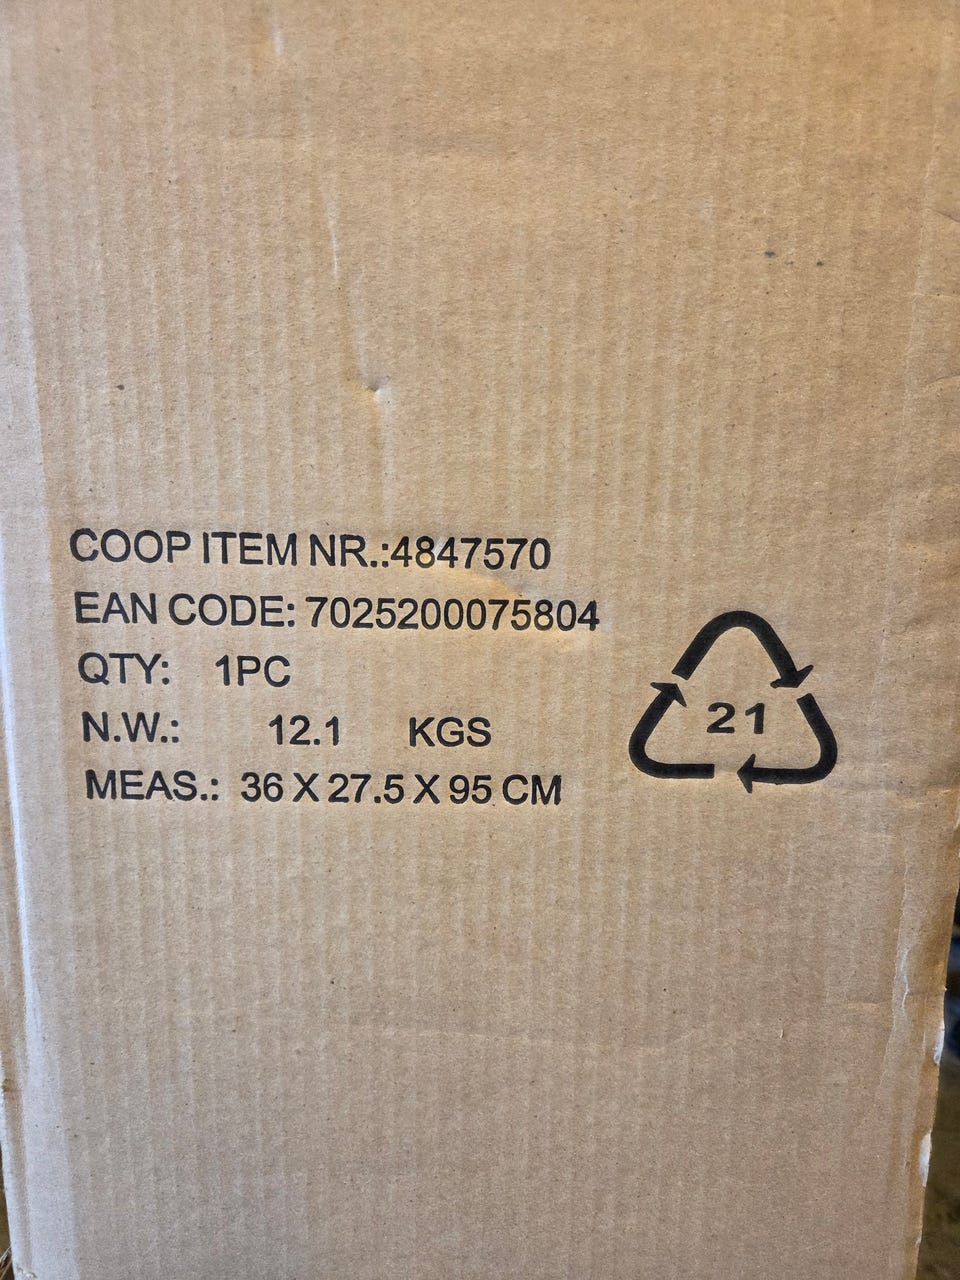 COOP ITEM NR.:4847570
EAN CODE: 7025200075804
QTY: 1PC
N.W.: 12.1 KGS
MEAS.: 36 X 27.5 X 95 CM
21